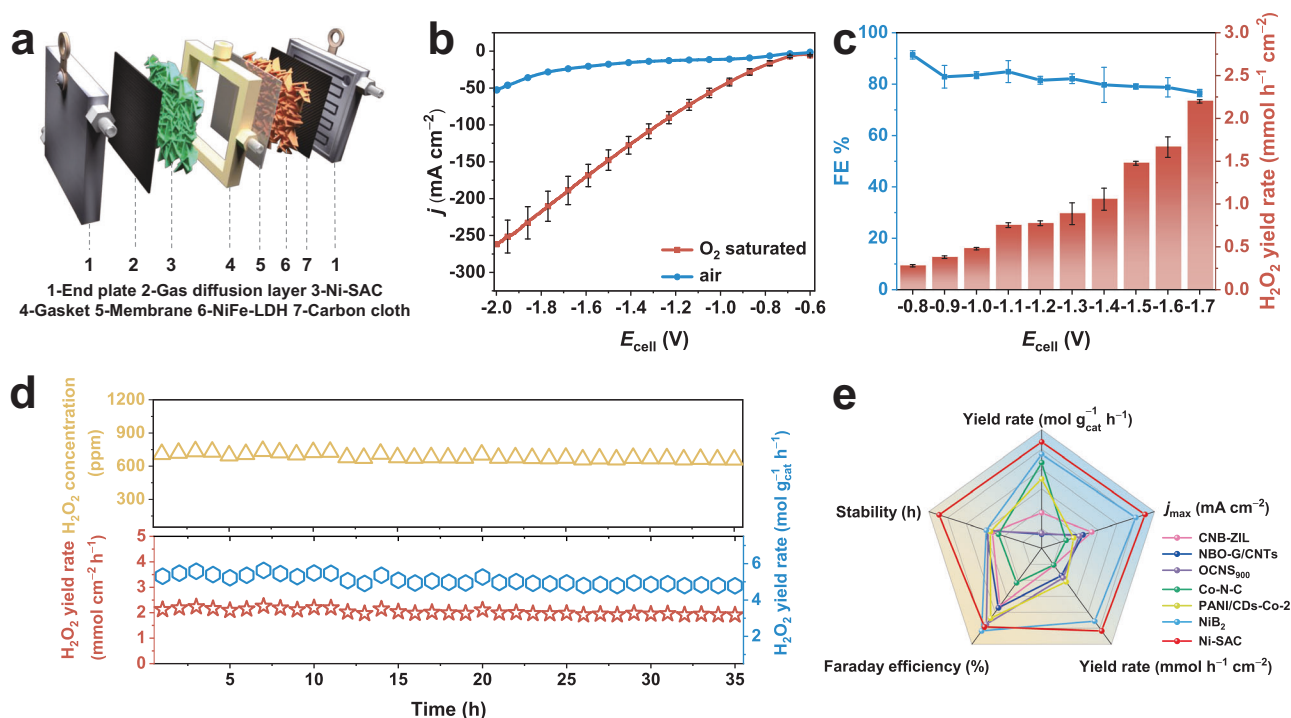 a
1 2 3 4 5 6 7 1
1-End plate 2-Gas diffusion layer 3-Ni-SAC
4-Gasket 5-Membrane 6-NiFe-LDH 7-Carbon cloth
b
j (mA cm⁻²)
0
-50
-100
-150
-200
-250
-300
O₂ saturated
air
-2.0 -1.8 -1.6 -1.4 -1.2 -1.0 -0.8 -0.6
E_cell (V)
c
FE %
100
80
60
40
20
0
3.0
2.5
2.0
1.5
1.0
0.5
0.0
H₂O₂ yield rate (mmol h⁻¹ cm⁻²)
-0.8 -0.9 -1.0 -1.1 -1.2 -1.3 -1.4 -1.5 -1.6 -1.7
E_cell (V)
d
H₂O₂ concentration
(ppm)
1200
900
600
300
H₂O₂ yield rate
(mmol cm⁻² h⁻¹)
5
4
3
2
1
0
6
4
2
H₂O₂ yield rate (mol g⁻¹_cat h⁻¹)
5 10 15 20 25 30 35
Time (h)
e
Yield rate (mol g⁻¹_cat h⁻¹)
Stability (h)
j_max (mA cm⁻²)
CNB-ZIL
NBO-G/CNTs
OCNS₉₀₀
Co-N-C
PANI/CDs-Co-2
NiB₂
Ni-SAC
Faraday efficiency (%)
Yield rate (mmol h⁻¹ cm⁻²)